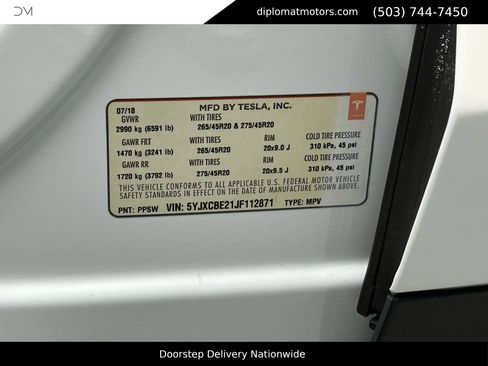 DM
diplomatmotors.com (503) 744-7450
07/18 MFD BY TESLA, INC.
GVWR WITH TIRES
2990 kg (6591 lb) 265/45R20 & 275/45R20
GAWR FRT WITH TIRES RIM COLD TIRE PRESSURE
1470 kg (3241 lb) 265/45R20 20x9.0 J 310 kPa, 45 psi
GAWR RR WITH TIRES RIM COLD TIRE PRESSURE
1720 kg (3792 lb) 275/45R20 20x9.5 J 310 kPa, 45 psi
THIS VEHICLE CONFORMS TO ALL APPLICABLE U.S. FEDERAL MOTOR VEHICLE
SAFETY STANDARDS IN EFFECT ON THE DATE OF MANUFACTURE SHOWN ABOVE.
PNT: PPSW VIN: 5YJXCBE21JF112871 TYPE: MPV
TESLA
Doorstep Delivery Nationwide